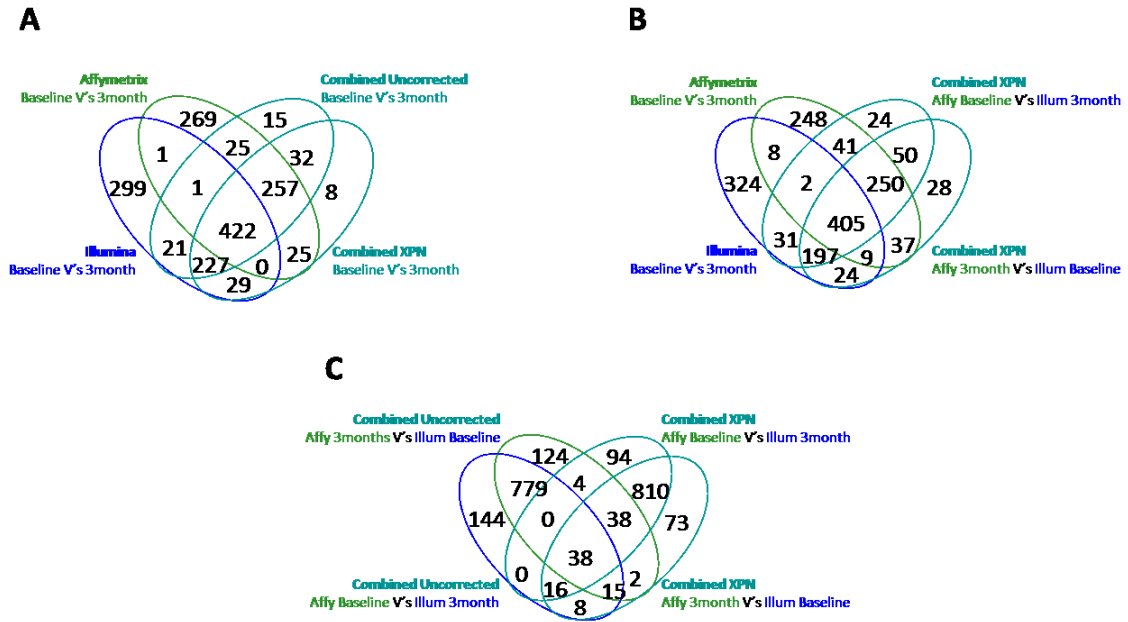 A
Affymetrix
Baseline V's 3month
Combined Uncorrected
Baseline V's 3month
269
15
1
25
32
299
1
257
8
422
21
227
0
25
29
Illumina
Baseline V's 3month
Combined XPN
Baseline V's 3month
B
Affymetrix
Baseline V's 3month
Combined XPN
Affy Baseline V's Illum 3month
248
24
8
41
50
324
2
250
28
405
31
197
9
37
24
Illumina
Baseline V's 3month
Combined XPN
Affy 3month V's Illum Baseline
C
Combined Uncorrected
Affy 3months V's Illum Baseline
Combined XPN
Affy Baseline V's Illum 3month
124
94
779
4
810
144
0
38
73
38
0
16
15
2
8
Combined Uncorrected
Affy Baseline V's Illum 3month
Combined XPN
Affy 3month V's Illum Baseline